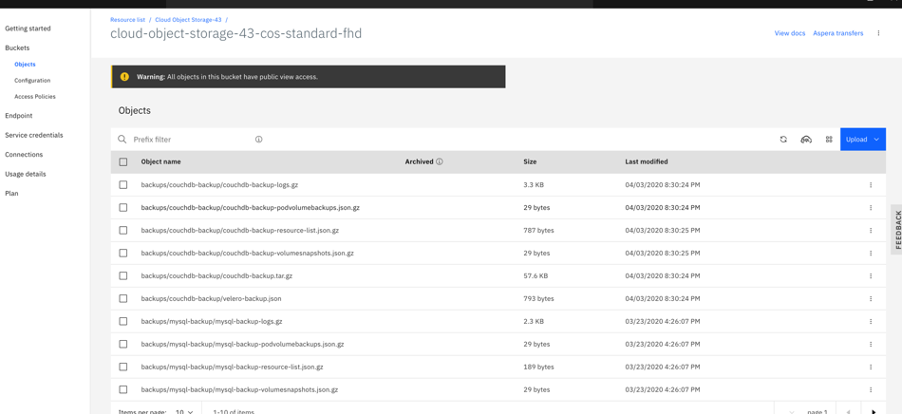 Resource list / Cloud Object Storage-43 /
cloud-object-storage-43-cos-standard-fhd
View docs Aspera transfers
Getting started
Buckets
Objects
Configuration
Access Policies
Endpoint
Service credentials
Connections
Usage details
Plan
Warning: All objects in this bucket have public view access.
Objects
Prefix filter
Upload
Object name Archived Size Last modified
backups/couchdb-backup/couchdb-backup-logs.gz 3.3 KB 04/03/2020 8:30:24 PM
backups/couchdb-backup/couchdb-backup-podvolumebackups.json.gz 29 bytes 04/03/2020 8:30:24 PM
backups/couchdb-backup/couchdb-backup-resource-list.json.gz 787 bytes 04/03/2020 8:30:25 PM
backups/couchdb-backup/couchdb-backup-volumesnapshots.json.gz 29 bytes 04/03/2020 8:30:25 PM
backups/couchdb-backup/couchdb-backup.tar.gz 57.6 KB 04/03/2020 8:30:24 PM
backups/couchdb-backup/velero-backup.json 793 bytes 04/03/2020 8:30:24 PM
backups/mysql-backup/mysql-backup-logs.gz 2.3 KB 03/23/2020 4:26:07 PM
backups/mysql-backup/mysql-backup-podvolumebackups.json.gz 29 bytes 03/23/2020 4:26:07 PM
backups/mysql-backup/mysql-backup-resource-list.json.gz 189 bytes 03/23/2020 4:26:07 PM
backups/mysql-backup/mysql-backup-volumesnapshots.json.gz 29 bytes 03/23/2020 4:26:07 PM
Items per page: 10 1-10 of items page 1
FEEDBACK